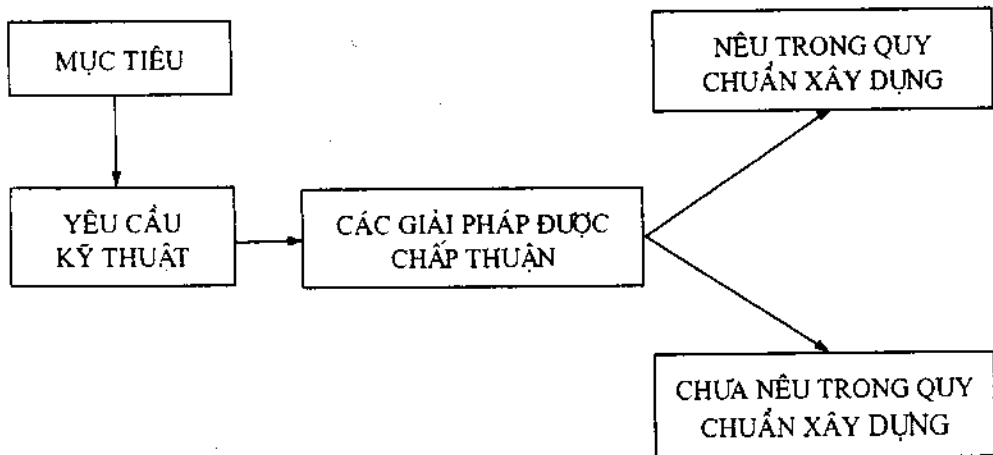 MỤC TIÊU
NÊU TRONG QUY
CHUẨN XÂY DỰNG
YÊU CẦU
KỸ THUẬT
CÁC GIẢI PHÁP ĐƯỢC
CHẤP THUẬN
CHƯA NÊU TRONG QUY
CHUẨN XÂY DỰNG